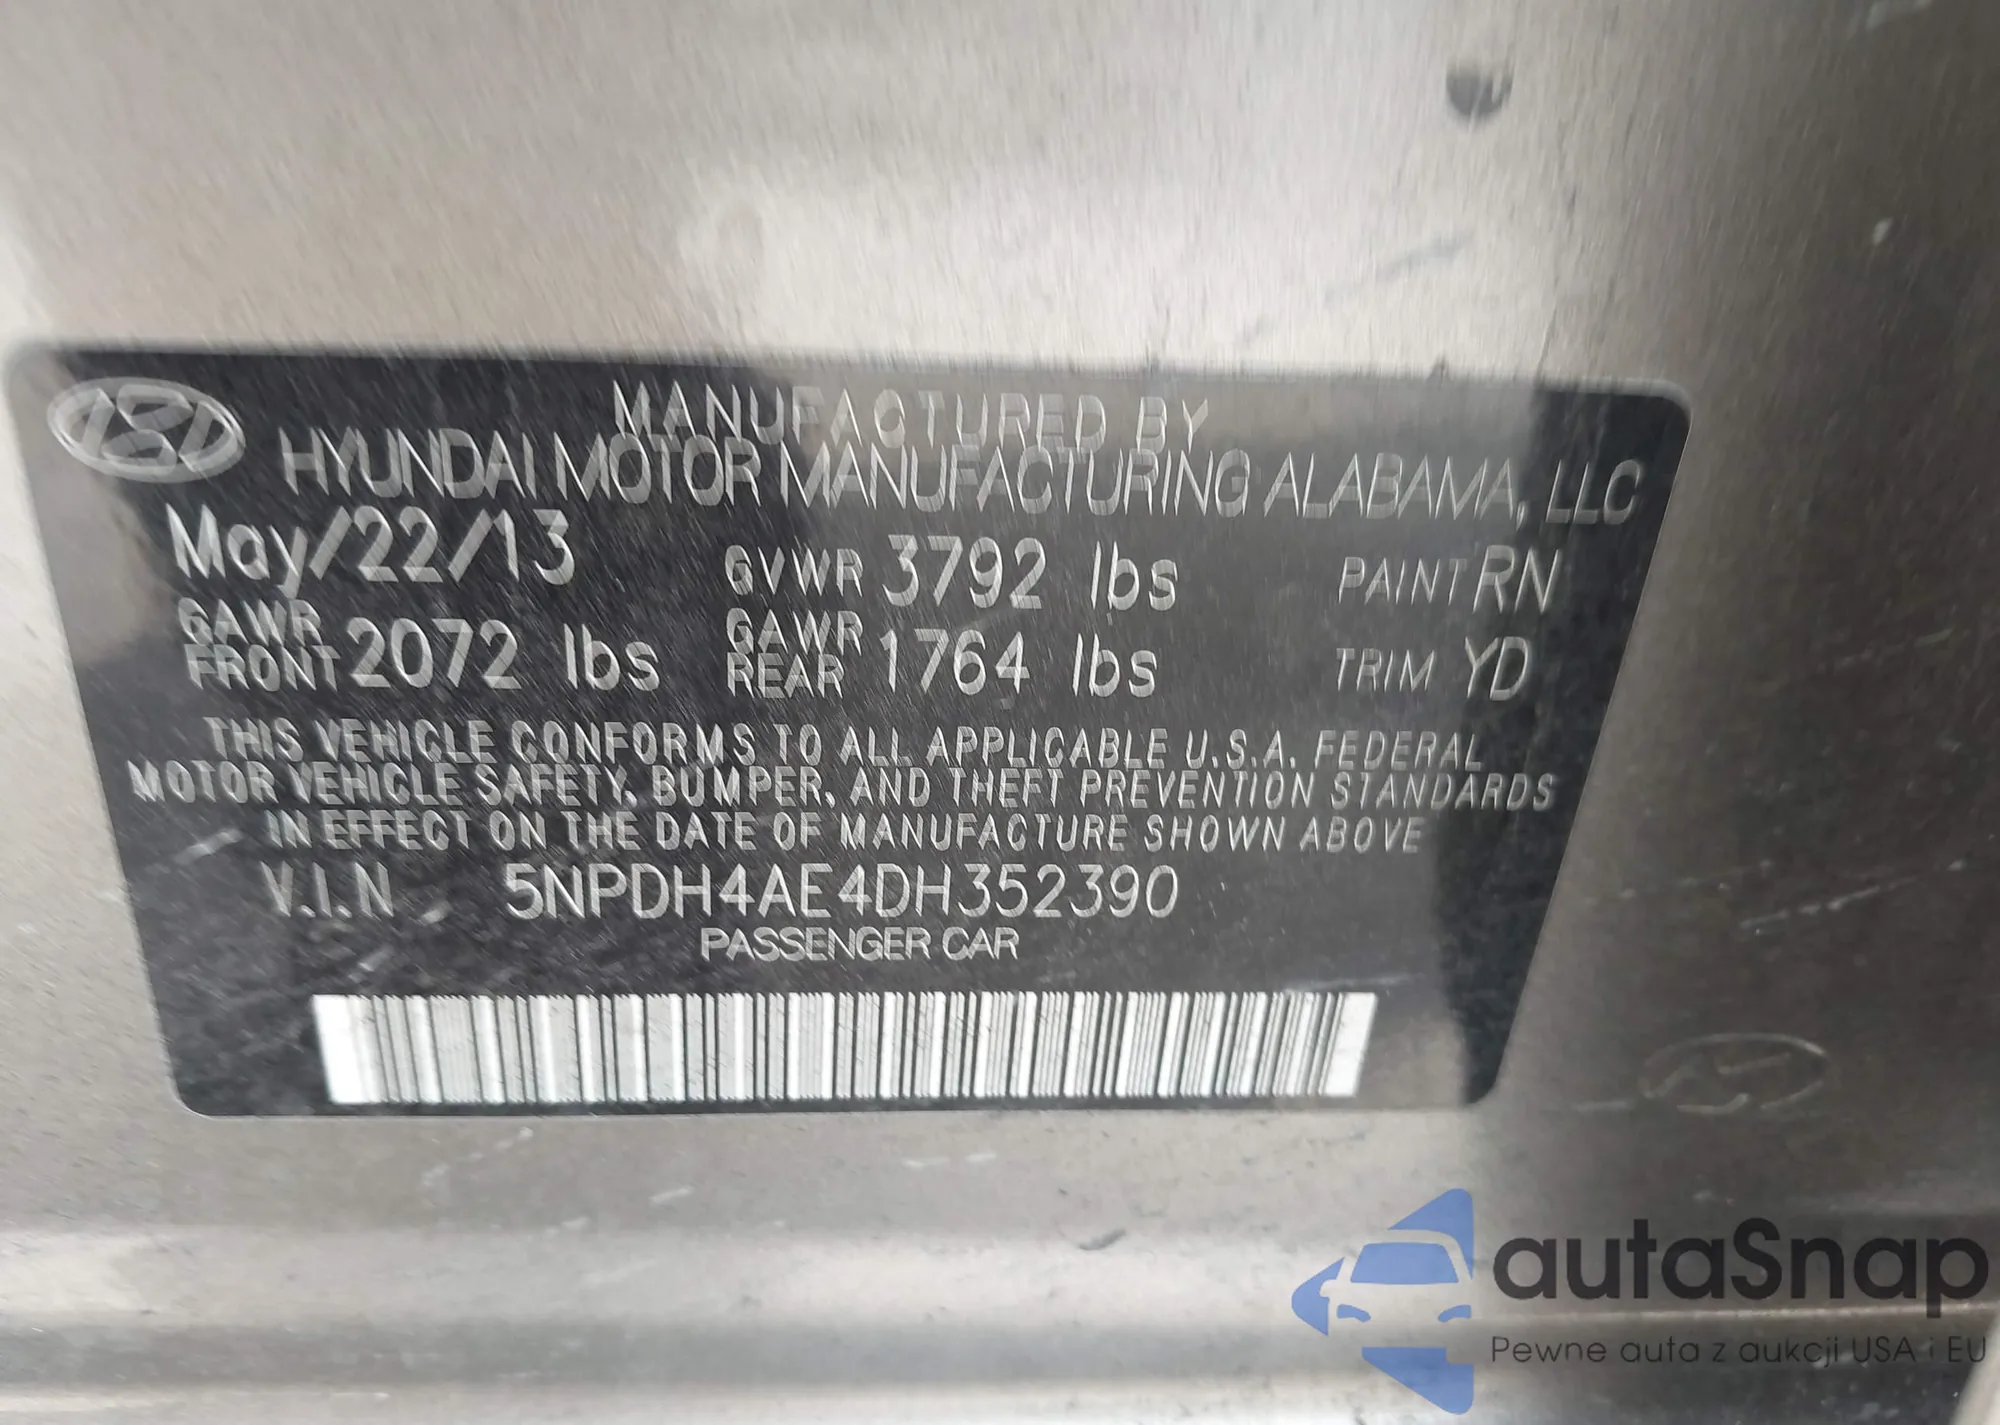 MANUFACTURED BY
HYUNDAI MOTOR MANUFACTURING ALABAMA, LLC
May/22/13 GVWR 3792 lbs PAINT RN
GAWR FRONT 2072 lbs GAWR REAR 1764 lbs TRIM YD
THIS VEHICLE CONFORMS TO ALL APPLICABLE U.S.A. FEDERAL
MOTOR VEHICLE SAFETY, BUMPER, AND THEFT PREVENTION STANDARDS
IN EFFECT ON THE DATE OF MANUFACTURE SHOWN ABOVE
V.I.N 5NPDH4AE4DH352390
PASSENGER CAR
autaSnap
Pewne auta z aukcji USA i EU